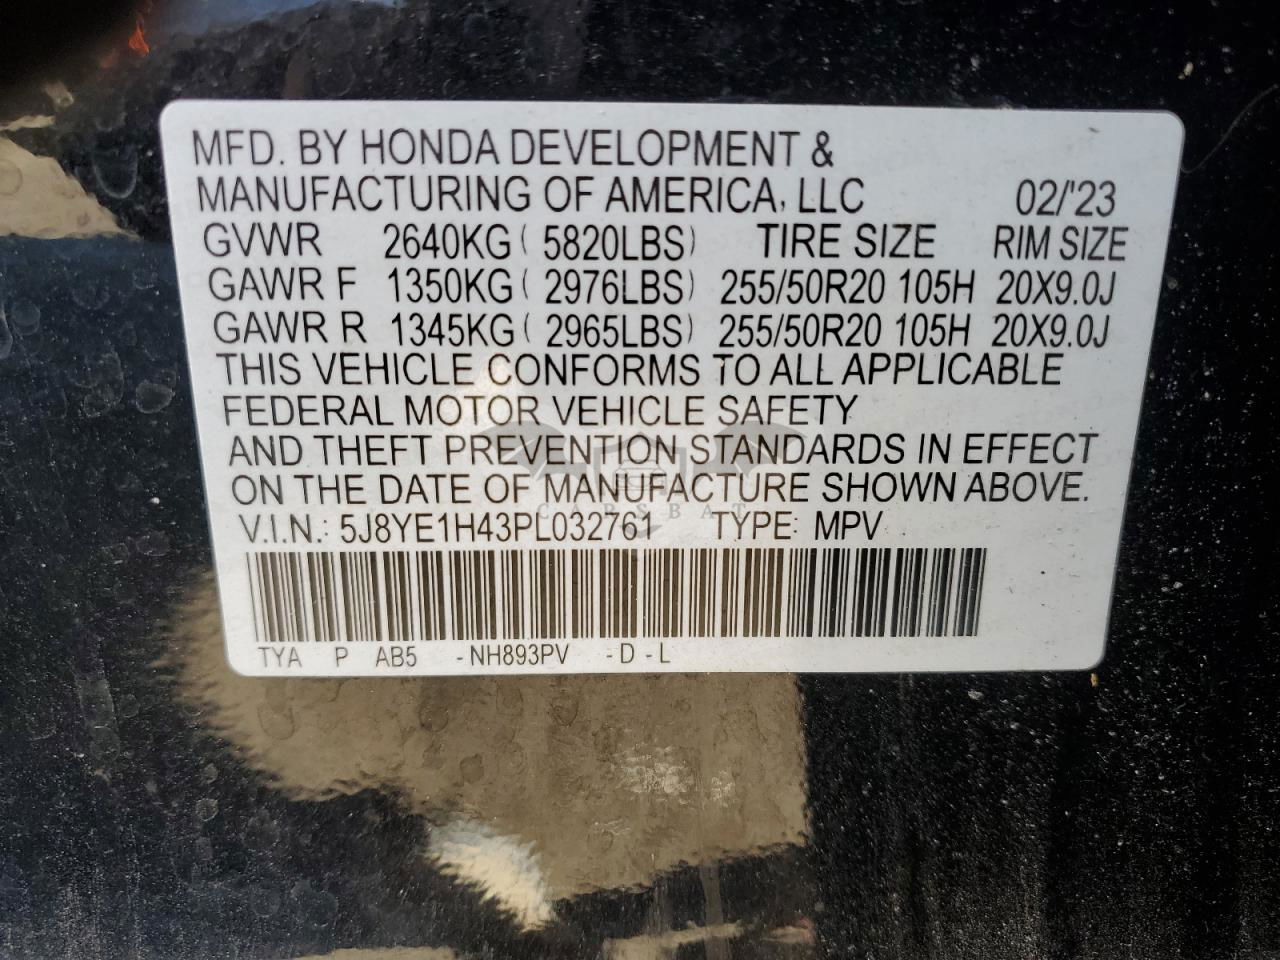 MFD. BY HONDA DEVELOPMENT &
MANUFACTURING OF AMERICA, LLC 02/'23
GVWR 2640KG ( 5820LBS) TIRE SIZE RIM SIZE
GAWR F 1350KG ( 2976LBS) 255/50R20 105H 20X9.0J
GAWR R 1345KG ( 2965LBS) 255/50R20 105H 20X9.0J
THIS VEHICLE CONFORMS TO ALL APPLICABLE
FEDERAL MOTOR VEHICLE SAFETY
AND THEFT PREVENTION STANDARDS IN EFFECT
ON THE DATE OF MANUFACTURE SHOWN ABOVE.
CARSBAT
V.I.N.: 5J8YE1H43PL032761 TYPE: MPV
TYA P AB5 -NH893PV -D-L